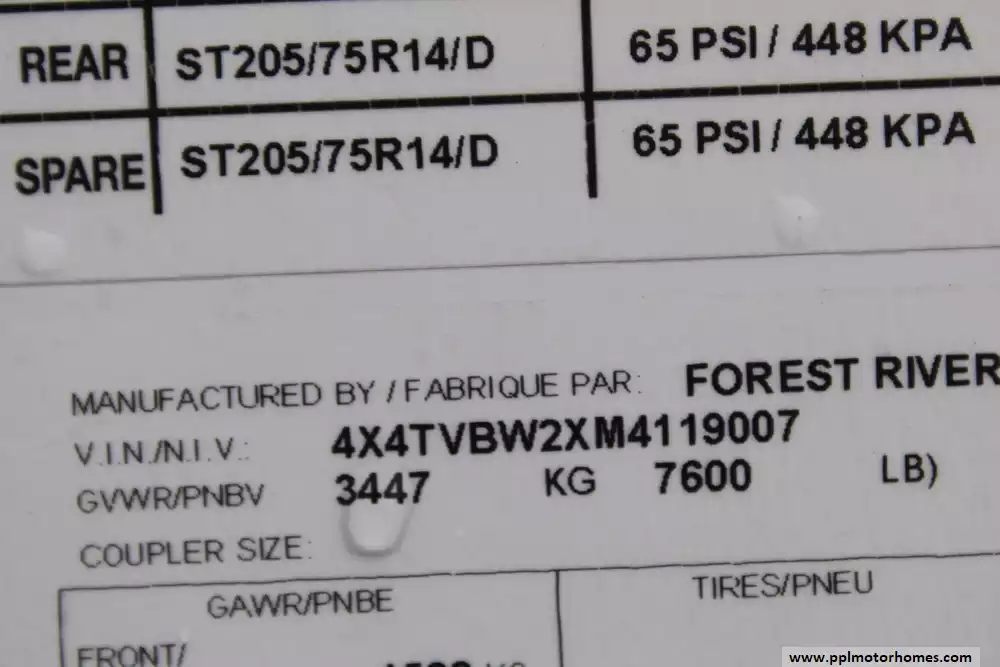 REAR ST205/75R14/D 65 PSI / 448 KPA
SPARE ST205/75R14/D 65 PSI / 448 KPA
MANUFACTURED BY / FABRIQUE PAR: FOREST RIVER
V.I.N./N.I.V.: 4X4TVBW2XM4119007
GVWR/PNBV 3447 KG 7600 LB)
COUPLER SIZE:
GAWR/PNBE TIRES/PNEU
FRONT/
www.pplmotorhomes.com